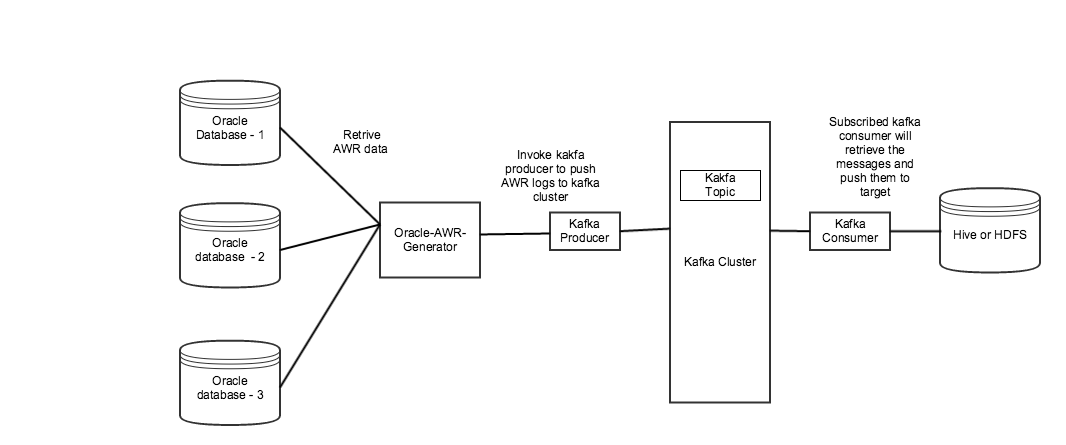 Oracle
Database - 1
Retrive
AWR data
Oracle
database - 2
Oracle
database - 3
Oracle-AWR-
Generator
Invoke kakfa
producer to push
AWR logs to kafka
cluster
Kafka
Producer
Kakfa
Topic
Kafka Cluster
Subscribed kafka
consumer will
retrieve the
messages and
push them to
target
Kafka
Consumer
Hive or HDFS